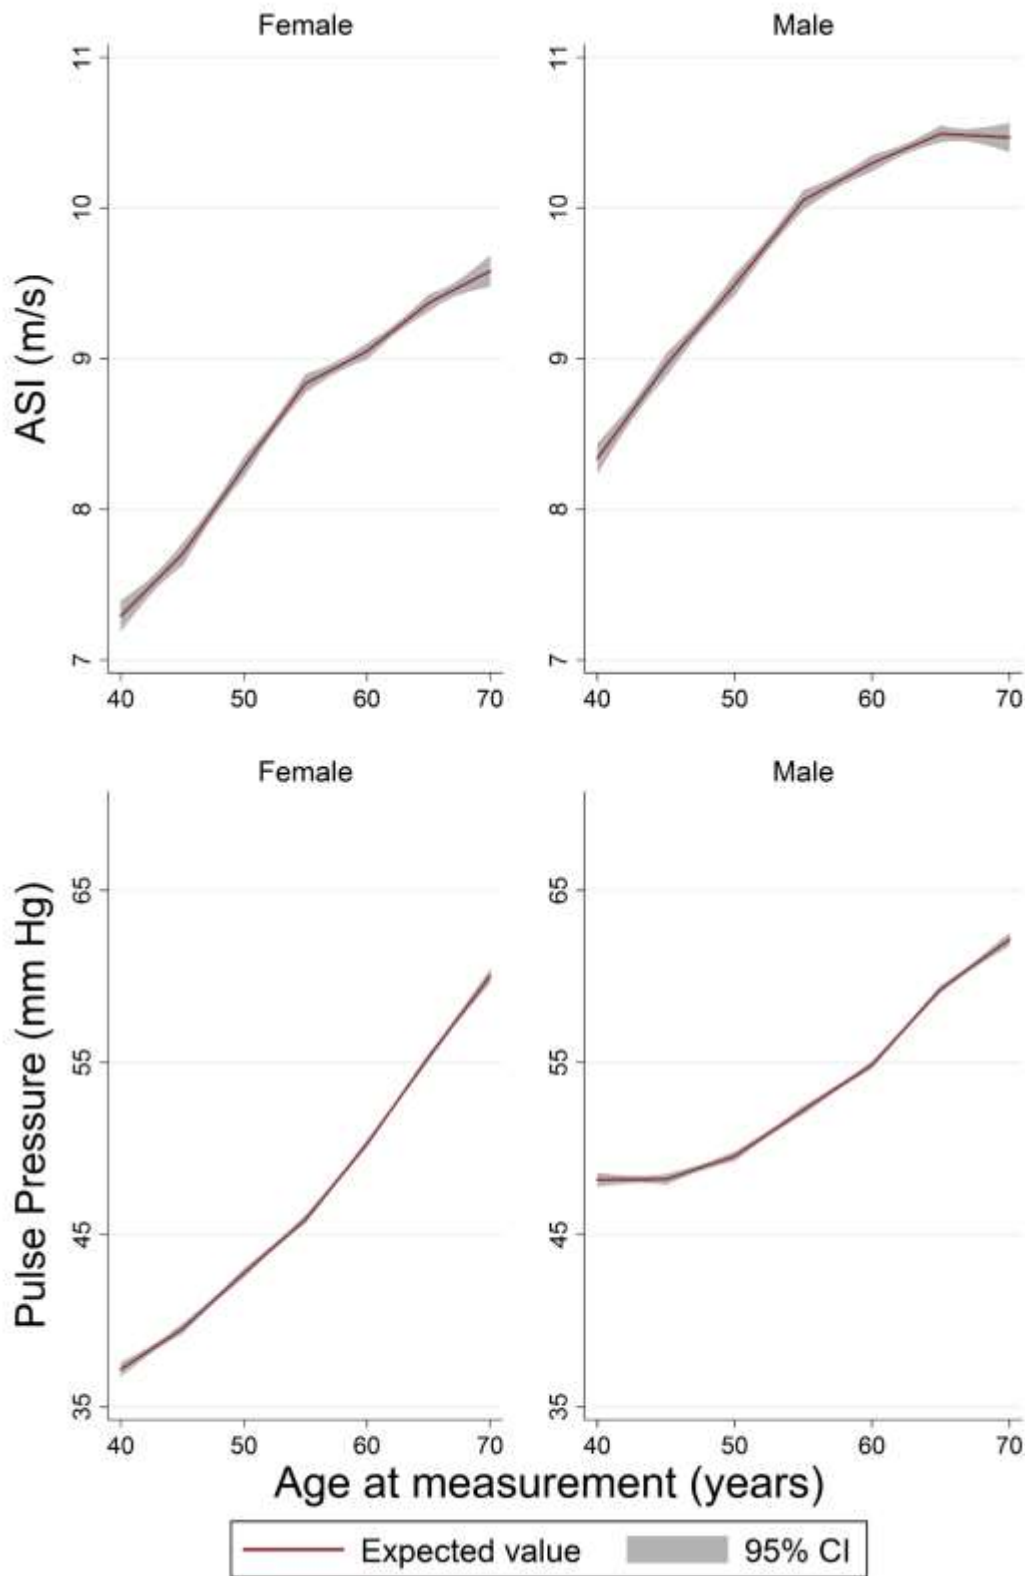 Female Male
ASI (m/s)
11 11
10 10
9 9
8 8
7 7
40 50 60 70 40 50 60 70
Female Male
Pulse Pressure (mm Hg)
65 65
55 55
45 45
35 35
40 50 60 70 40 50 60 70
Age at measurement (years)
Expected value 95% CI